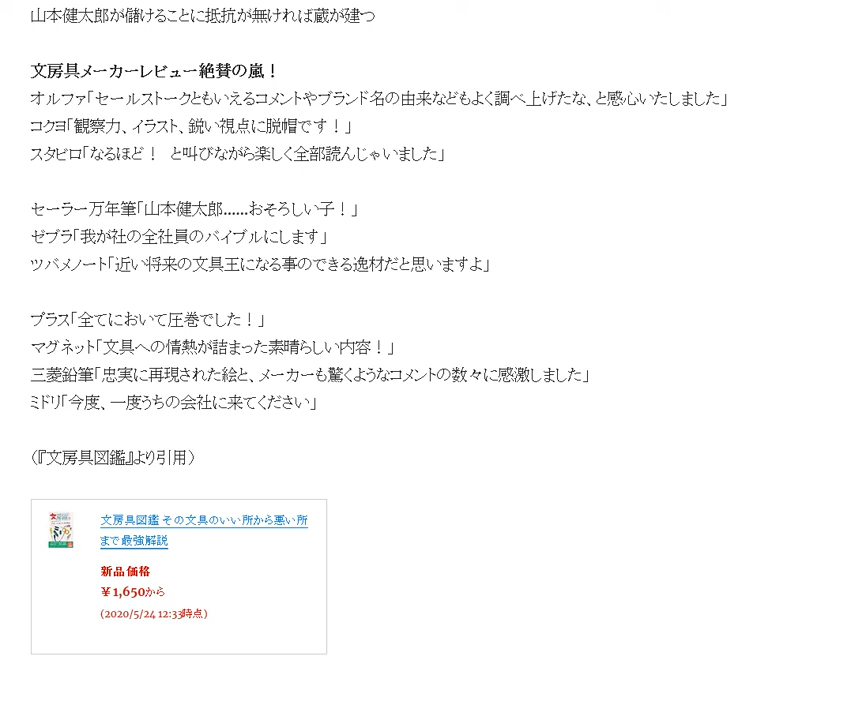 山本健太郎が儲けることに抵抗が無ければ蔵が建つ
文房具メーカーレビュー絶賛の嵐！
オルファ「セールストークともいえるコメントやブランド名の由来などもよく調べ上げたな、と感心いたしました」
コクヨ「観察力、イラスト、鋭い視点に脱帽です！」
スタビロ「なるほど！　と叫びながら楽しく全部読んじゃいました」
セーラー万年筆「山本健太郎……おそろしい子！」
ゼブラ「我が社の全社員のバイブルにします」
ツバメノート「近い将来の文具王になる事のできる逸材だと思いますよ」
プラス「全てにおいて圧巻でした！」
マグネット「文具への情熱が詰まった素晴らしい内容！」
三菱鉛筆「忠実に再現された絵と、メーカーも驚くようなコメントの数々に感激しました」
ミドリ「今度、一度うちの会社に来てください」
（『文房具図鑑』より引用）
文房具図鑑 その文具のいい所から悪い所
まで最強解説
新品価格
￥1,650から
(2020/5/24 12:33時点)